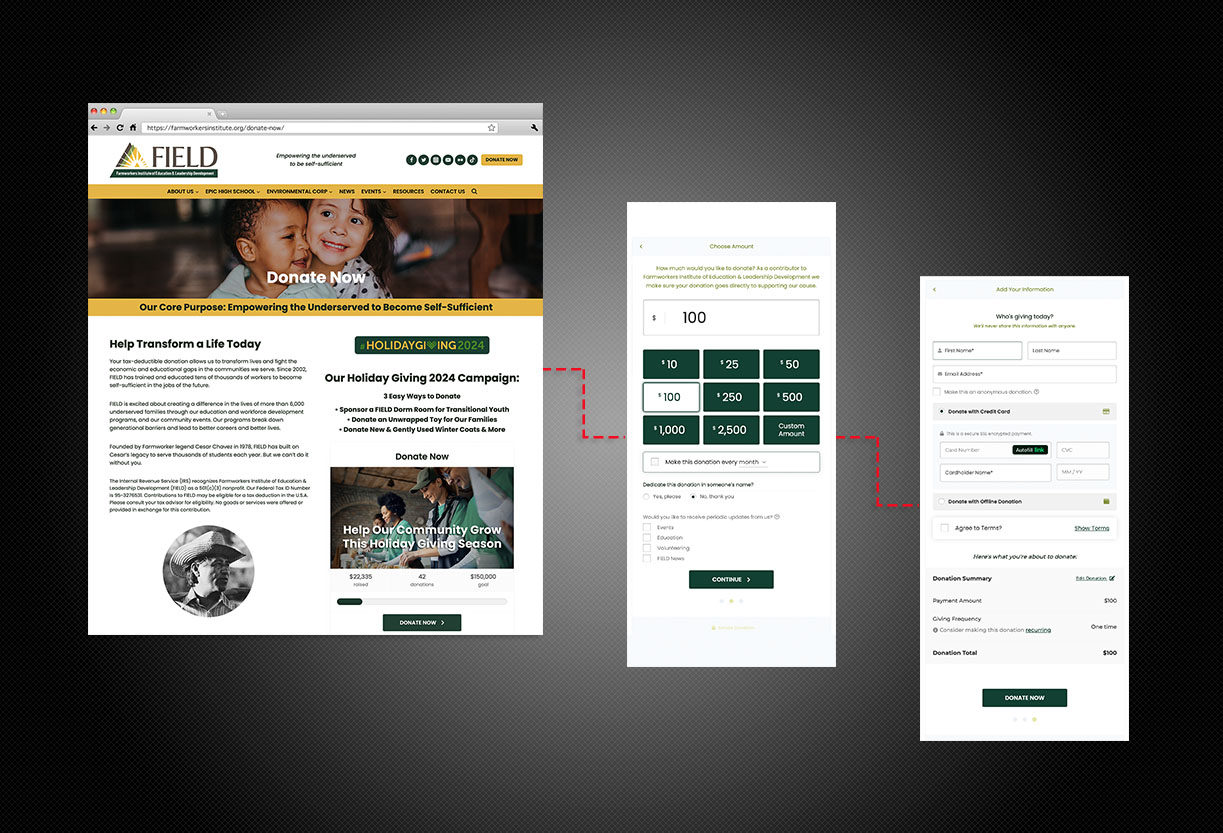 https://farmworkersinstitute.org/donate-now/
FIELD
Farmworkers Institute of Education & Leadership Development
Empowering the underserved
to be self-sufficient
DONATE NOW
ABOUT US
EPIC HIGH SCHOOL
ENVIRONMENTAL CORP
NEWS
EVENTS
RESOURCES
CONTACT US
Donate Now
Our Core Purpose: Empowering the Underserved to Become Self-Sufficient
Help Transform a Life Today
Your tax-deductible donation allows us to transform lives and fight the
economic and educational gaps in the communities we serve. Since 2002,
FIELD has trained and educated tens of thousands of workers to become
self-sufficient in the jobs of the future.
FIELD is excited about creating a difference in the lives of more than 6,000
underserved families through our education and workforce development
programs, and our community events. Our programs break down
generational barriers and lead to better careers and better lives.
Founded by Farmworker legend Cesar Chavez in 1978, FIELD has built on
Cesar's legacy to serve thousands of students each year. But we can't do it
without you.
The Internal Revenue Service (IRS) recognizes Farmworkers Institute of Education &
Leadership Development (FIELD) as a 501(c)(3) nonprofit. Our Federal Tax ID Number
is 95-3276531. Contributions to FIELD may be eligible for a tax deduction in the U.S.A.
Please consult your tax advisor for eligibility. No goods or services were offered or
provided in exchange for this contribution.
#HOLIDAYGIVING2024
Our Holiday Giving 2024 Campaign:
3 Easy Ways to Donate
• Sponsor a FIELD Dorm Room for Transitional Youth
• Donate an Unwrapped Toy for Our Families
• Donate New & Gently Used Winter Coats & More
Donate Now
Help Our Community Grow
This Holiday Giving Season
$22,335
raised
42
donations
$150,000
goal
DONATE NOW
Choose Amount
How much would you like to donate? As a contributor to
Farmworkers Institute of Education & Leadership Development we
make sure your donation goes directly to supporting our cause.
$ 100
$10 $25 $50
$100 $250 $500
$1,000 $2,500 Custom Amount
Make this donation every month
Dedicate this donation in someone's name?
Yes, please No, thank you
Would you like to receive periodic updates from us?
Events
Education
Volunteering
FIELD News
CONTINUE
Secure Donation
Add Your Information
Who's giving today?
We'll never share this information with anyone.
First Name* Last Name
Email Address*
Make this an anonymous donation.
Donate with Credit Card
This is a secure SSL encrypted payment.
Card Number Autofill link CVC
Cardholder Name* MM / YY
Donate with Offline Donation
Agree to Terms? Show Terms
Here's what you're about to donate:
Donation Summary Edit Donation
Payment Amount $100
Giving Frequency
Consider making this donation recurring One time
Donation Total $100
DONATE NOW